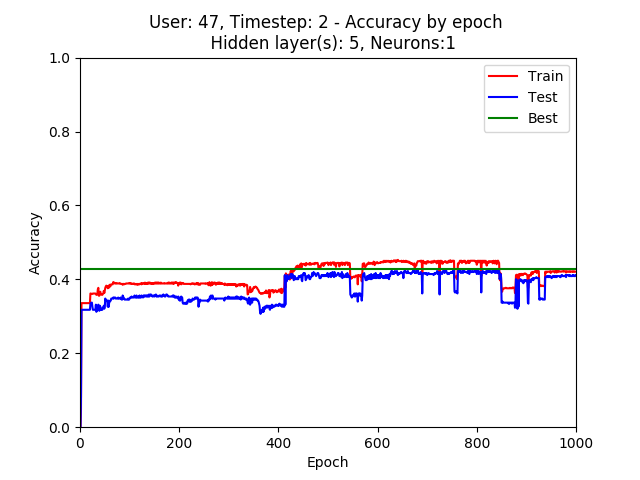 User: 47, Timestep: 2 - Accuracy by epoch
Hidden layer(s): 5, Neurons:1
1.0
0.8
0.6
0.4
0.2
0.0
Accuracy
Train
Test
Best
0 200 400 600 800 1000
Epoch